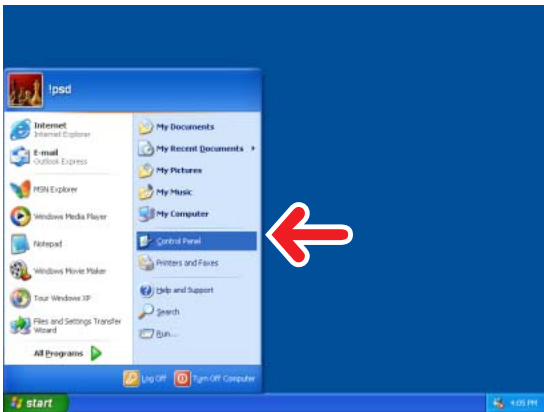 !psd
Internet
Internet Explorer
E-mail
Outlook Express
MSN Explorer
Windows Media Player
Notepad
Windows Movie Maker
Tour Windows XP
Files and Settings Transfer
Wizard
All Programs
My Documents
My Recent Documents
My Pictures
My Music
My Computer
Control Panel
Printers and Faxes
Help and Support
Search
Run...
Log Off
Turn Off Computer
start
4:05 PM